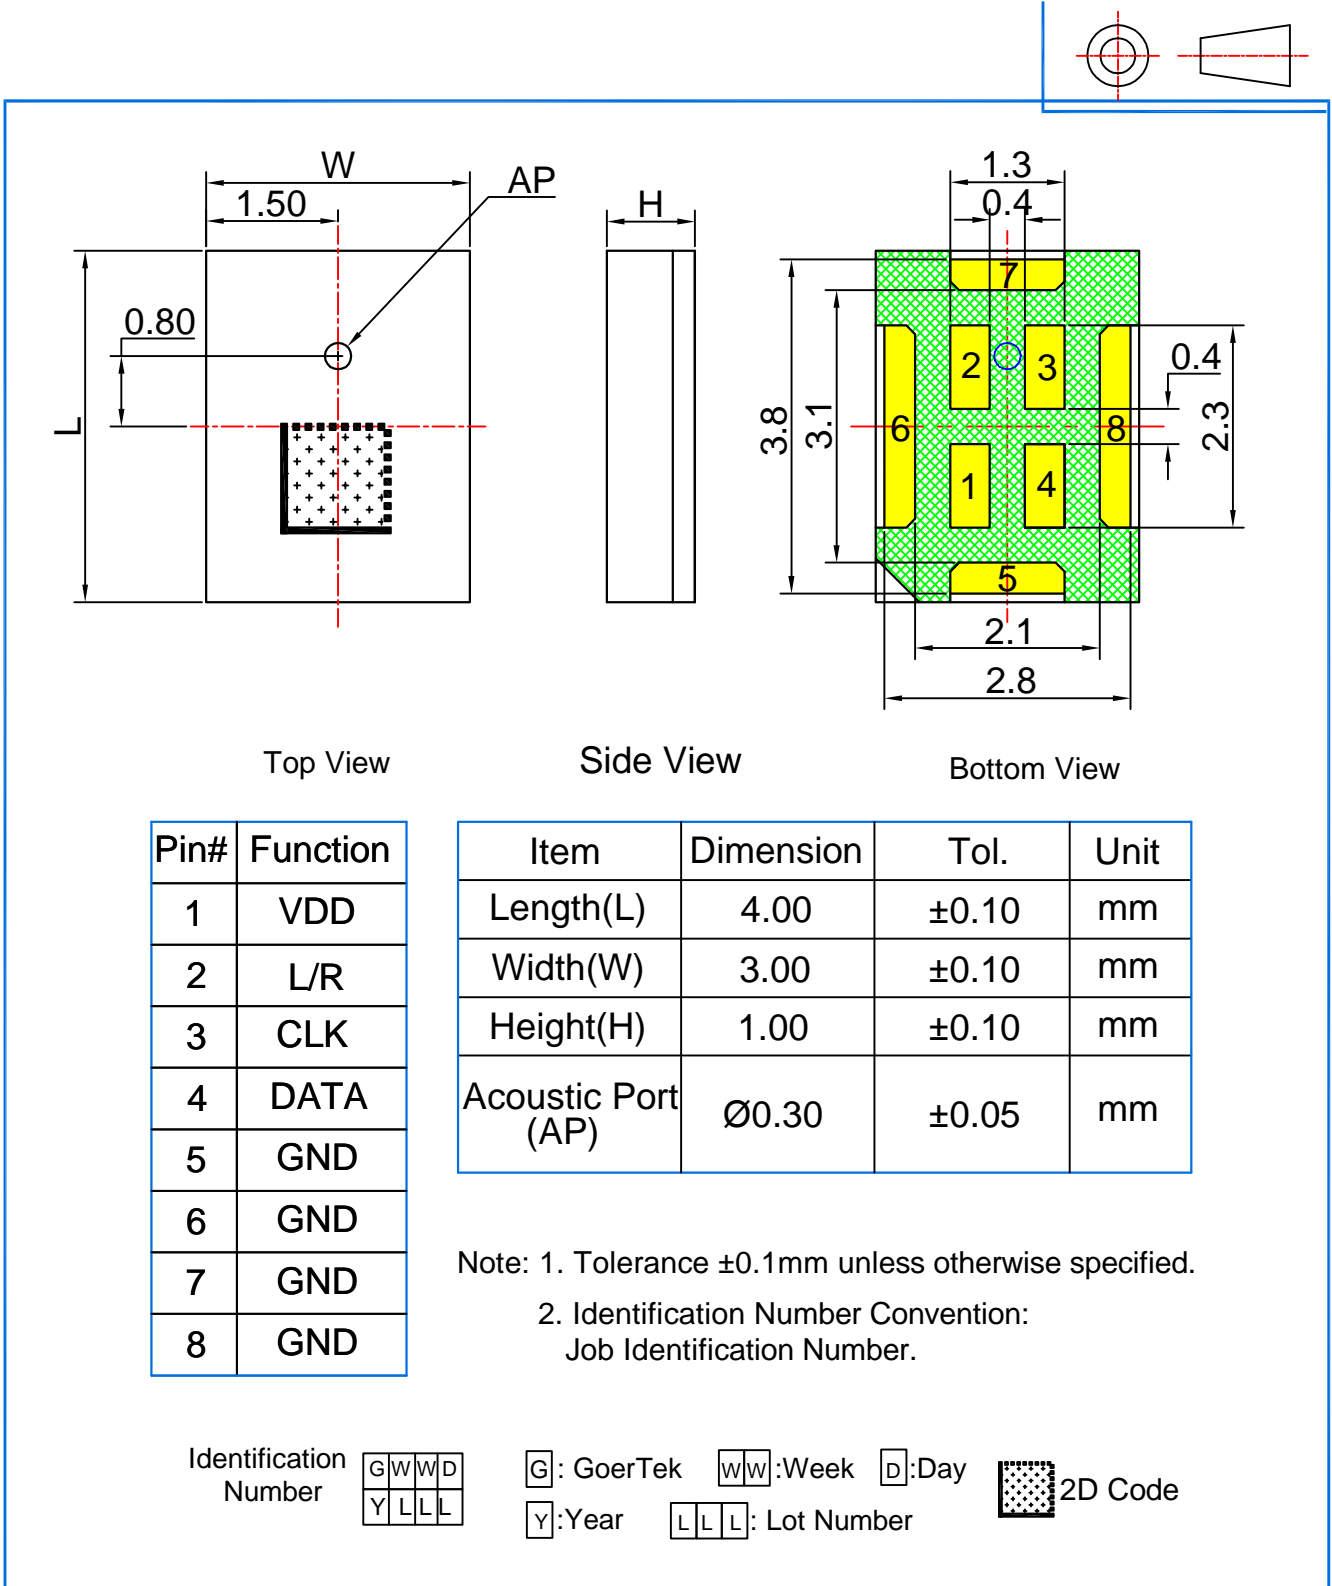 W
1.50
AP
0.80
L
H
1.3
0.4
7
2
3
0.4
3.8
3.1
6
8
2.3
1
4
5
2.1
2.8
Top View
Side View
Bottom View
Pin# Function
1 VDD
2 L/R
3 CLK
4 DATA
5 GND
6 GND
7 GND
8 GND
Item Dimension Tol. Unit
Length(L) 4.00 ±0.10 mm
Width(W) 3.00 ±0.10 mm
Height(H) 1.00 ±0.10 mm
Acoustic Port
(AP) Ø0.30 ±0.05 mm
Note: 1. Tolerance ±0.1mm unless otherwise specified.
2. Identification Number Convention:
Job Identification Number.
Identification
Number
G W W D
Y L L L
G : GoerTek W W :Week D :Day
Y :Year L L L : Lot Number
2D Code